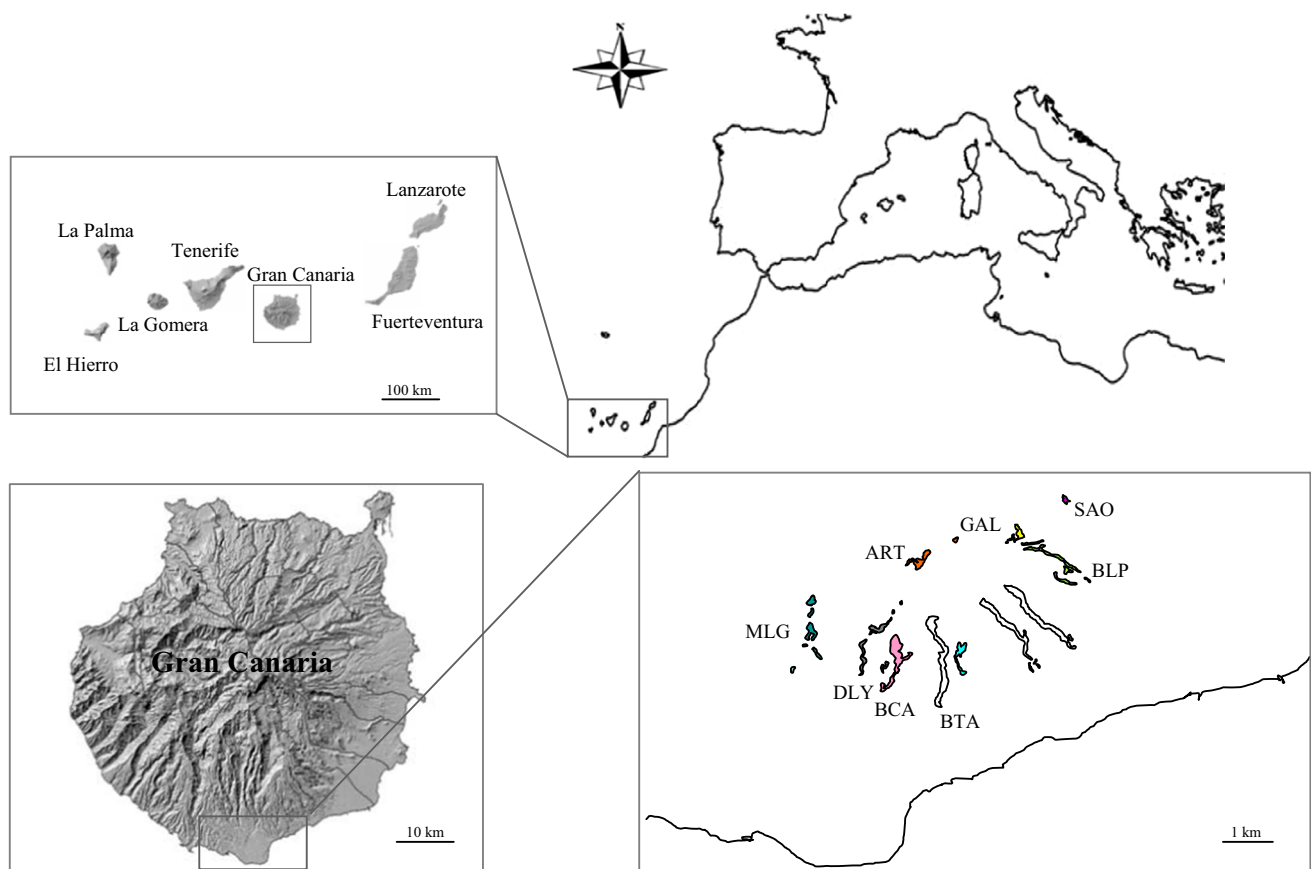 N
Lanzarote
La Palma
Tenerife
Gran Canaria
La Gomera
Fuerteventura
El Hierro
100 km
Gran Canaria
10 km
SAO
GAL
ART
BLP
MLG
DLY
BCA
BTA
1 km